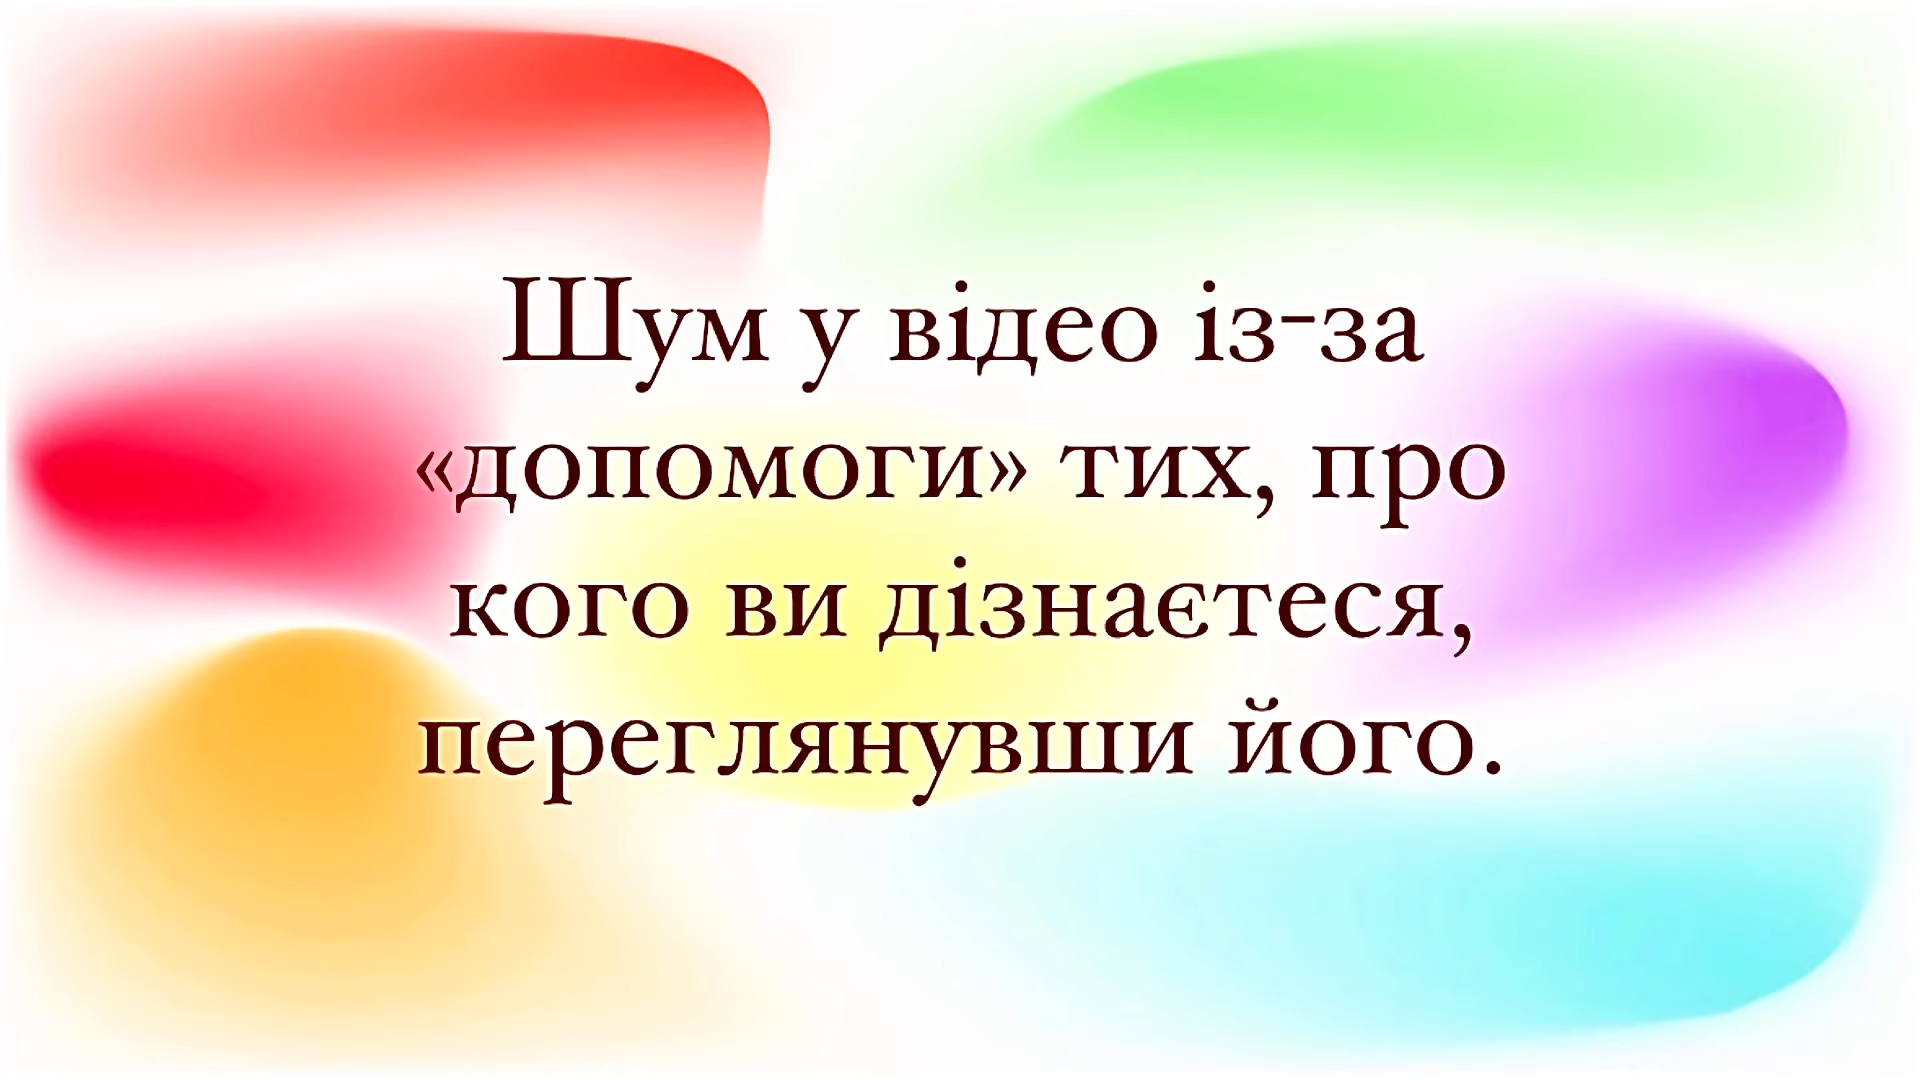 Шум у відео із-за
«допомоги» тих, про
кого ви дізнаєтеся,
переглянувши його.